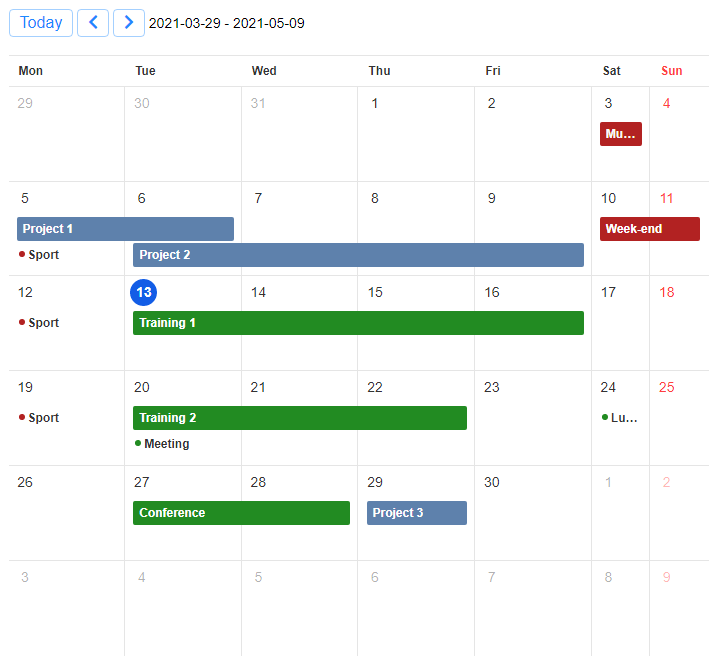 Today 2021-03-29 - 2021-05-09
Mon Tue Wed Thu Fri Sat Sun
29 30 31 1 2 3 4
Mu...
5 6 7 8 9 10 11
Project 1 Week-end
Sport Project 2
12 13 14 15 16 17 18
Sport Training 1
19 20 21 22 23 24 25
Sport Training 2 Lu...
Meeting
26 27 28 29 30 1 2
Conference Project 3
3 4 5 6 7 8 9